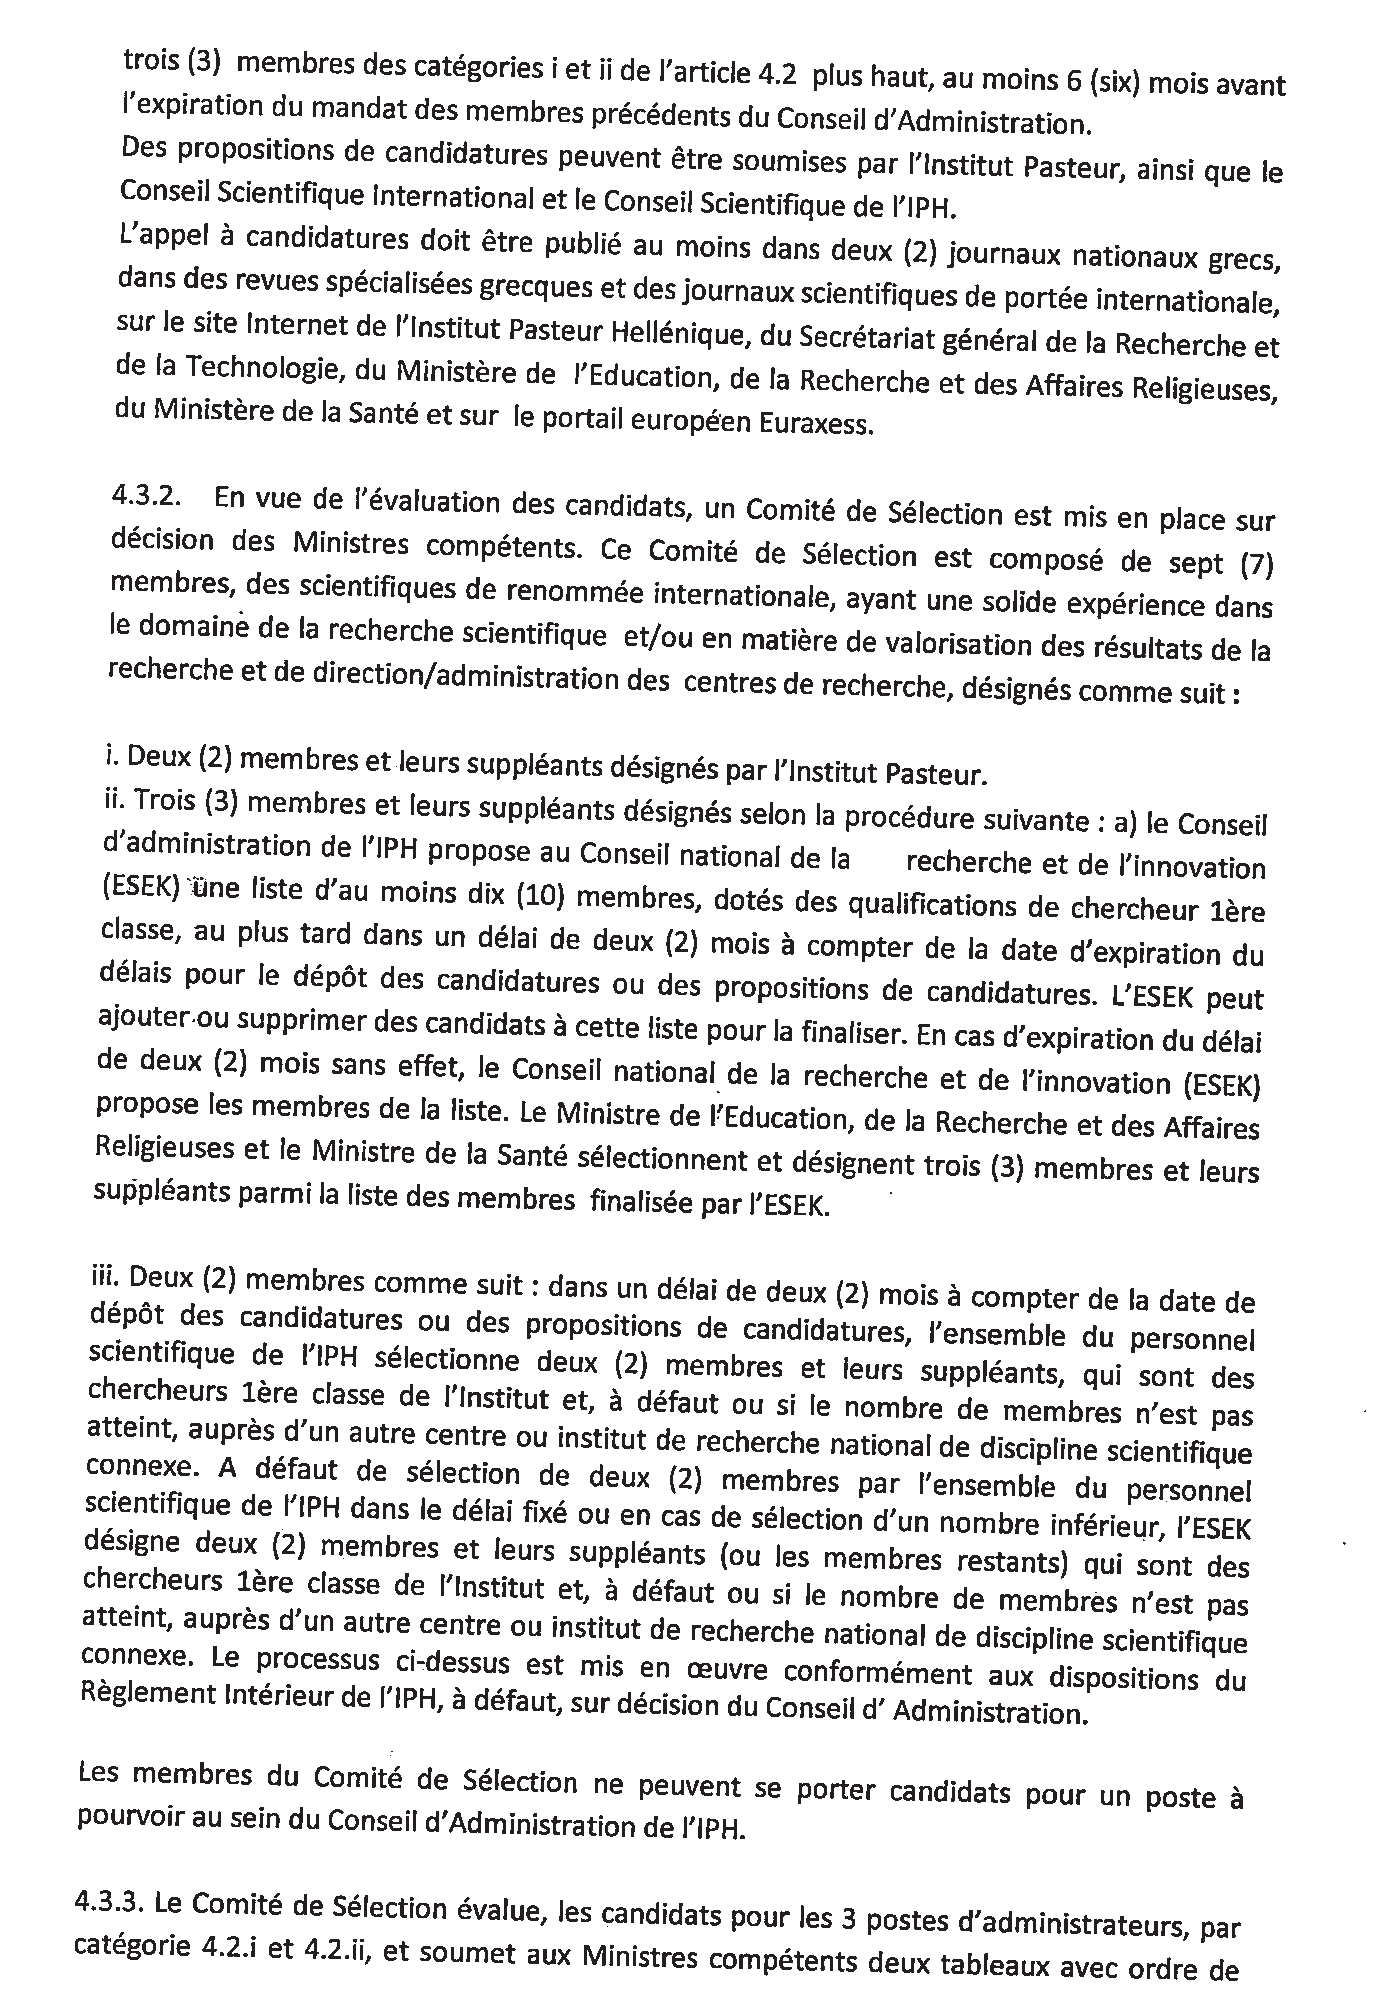 trois (3) membres des catégories i et ii de l'article 4.2 plus haut, au moins 6 (six) mois avant
l'expiration du mandat des membres précédents du Conseil d'Administration.
Des propositions de candidatures peuvent être soumises par l'Institut Pasteur, ainsi que le
Conseil Scientifique International et le Conseil Scientifique de l'IPH.
L'appel à candidatures doit être publié au moins dans deux (2) journaux nationaux grecs,
dans des revues spécialisées grecques et des journaux scientifiques de portée internationale,
sur le site Internet de l'Institut Pasteur Hellénique, du Secrétariat général de la Recherche et
de la Technologie, du Ministère de l'Education, de la Recherche et des Affaires Religieuses,
du Ministère de la Santé et sur le portail européen Euraxess.
4.3.2. En vue de l'évaluation des candidats, un Comité de Sélection est mis en place sur
décision des Ministres compétents. Ce Comité de Sélection est composé de sept (7)
membres, des scientifiques de renommée internationale, ayant une solide expérience dans
le domaine de la recherche scientifique et/ou en matière de valorisation des résultats de la
recherche et de direction/administration des centres de recherche, désignés comme suit :
i. Deux (2) membres et leurs suppléants désignés par l'Institut Pasteur.
ii. Trois (3) membres et leurs suppléants désignés selon la procédure suivante : a) le Conseil
d'administration de l'IPH propose au Conseil national de la recherche et de l'innovation
(ESEK) une liste d'au moins dix (10) membres, dotés des qualifications de chercheur 1ère
classe, au plus tard dans un délai de deux (2) mois à compter de la date d'expiration du
délais pour le dépôt des candidatures ou des propositions de candidatures. L'ESEK peut
ajouter ou supprimer des candidats à cette liste pour la finaliser. En cas d'expiration du délai
de deux (2) mois sans effet, le Conseil national de la recherche et de l'innovation (ESEK)
propose les membres de la liste. Le Ministre de l'Education, de la Recherche et des Affaires
Religieuses et le Ministre de la Santé sélectionnent et désignent trois (3) membres et leurs
suppléants parmi la liste des membres finalisée par l'ESEK.
iii. Deux (2) membres comme suit : dans un délai de deux (2) mois à compter de la date de
dépôt des candidatures ou des propositions de candidatures, l'ensemble du personnel
scientifique de l'IPH sélectionne deux (2) membres et leurs suppléants, qui sont des
chercheurs 1ère classe de l'Institut et, à défaut ou si le nombre de membres n'est pas
atteint, auprès d'un autre centre ou institut de recherche national de discipline scientifique
connexe. A défaut de sélection de deux (2) membres par l'ensemble du personnel
scientifique de l'IPH dans le délai fixé ou en cas de sélection d'un nombre inférieur, l'ESEK
désigne deux (2) membres et leurs suppléants (ou les membres restants) qui sont des
chercheurs 1ère classe de l'Institut et, à défaut ou si le nombre de membres n'est pas
atteint, auprès d'un autre centre ou institut de recherche national de discipline scientifique
connexe. Le processus ci-dessus est mis en œuvre conformément aux dispositions du
Règlement Intérieur de l'IPH, à défaut, sur décision du Conseil d' Administration.
Les membres du Comité de Sélection ne peuvent se porter candidats pour un poste à
pourvoir au sein du Conseil d'Administration de l'IPH.
4.3.3. Le Comité de Sélection évalue, les candidats pour les 3 postes d'administrateurs, par
catégorie 4.2.i et 4.2.ii, et soumet aux Ministres compétents deux tableaux avec ordre de